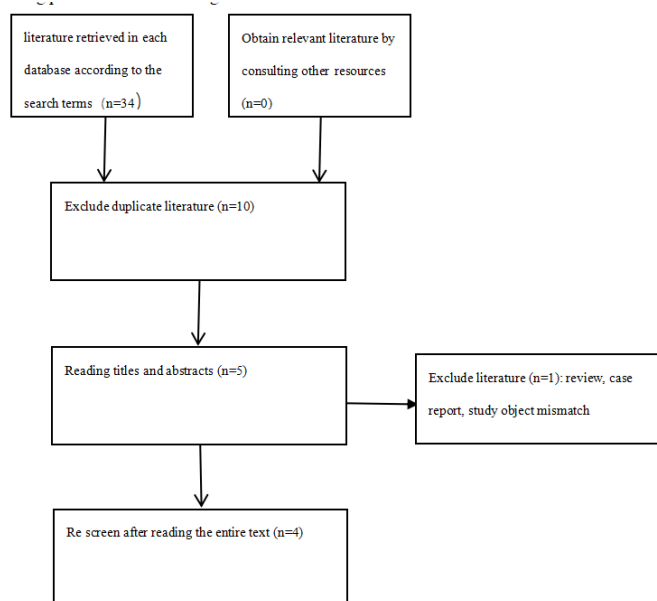 literature retrieved in each
database according to the
search terms (n=34)
Obtain relevant literature by
consulting other resources
(n=0)
Exclude duplicate literature (n=10)
Reading titles and abstracts (n=5)
Exclude literature (n=1): review, case
report, study object mismatch
Re screen after reading the entire text (n=4)